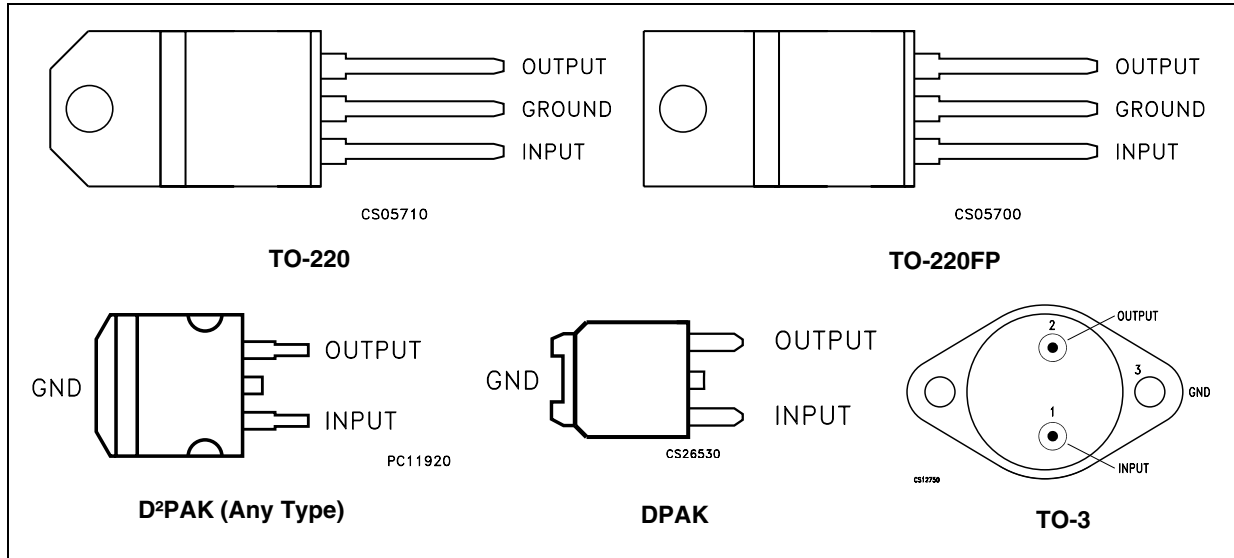 OUTPUT
GROUND
INPUT
CS05710
TO-220
OUTPUT
GROUND
INPUT
CS05700
TO-220FP
GND
OUTPUT
INPUT
PC11920
D²PAK (Any Type)
GND
OUTPUT
INPUT
CS26530
DPAK
OUTPUT
2
3
GND
1
INPUT
CS12750
TO-3